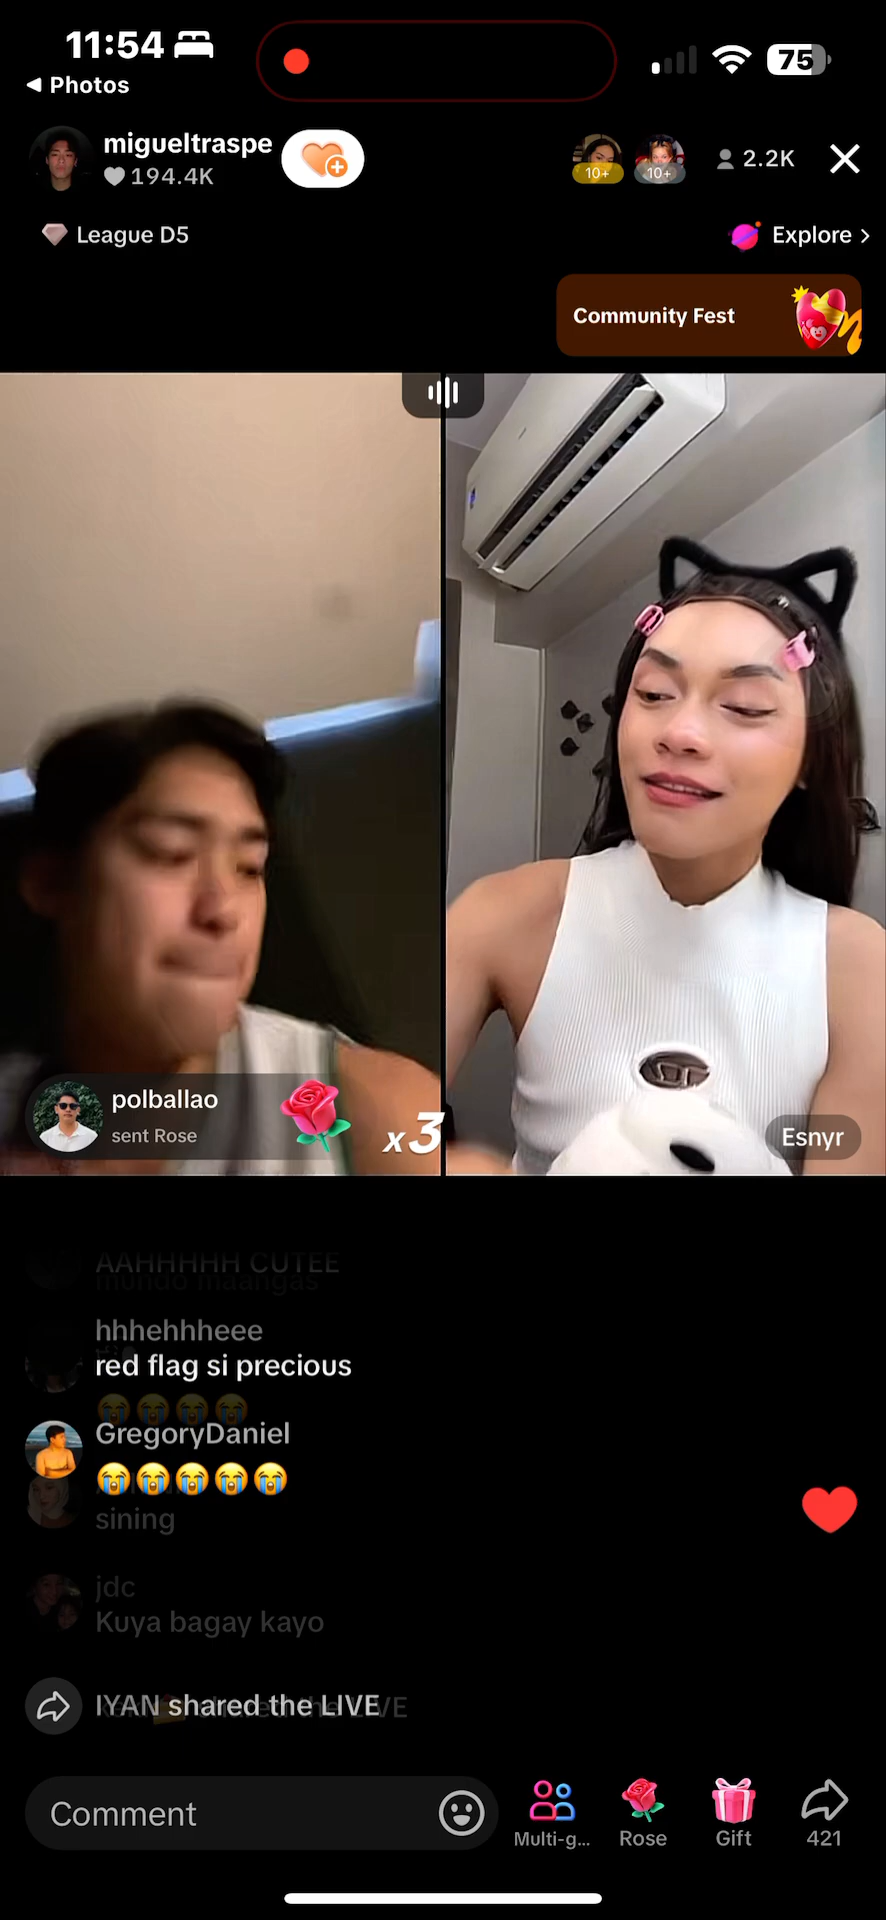 11:54
75
Photos
migueltraspe
194.4K
10+
10+
2.2K
League D5
Explore
Community Fest
polballao
sent Rose
x3
Esnyr
AAHHHHH CUTEE
mundo maangas
hhhehhheee
red flag si precious
😭😭😭😭
GregoryDaniel
😭😭😭😭😭
sining
jdc
Kuya bagay kayo
IYAN shared the LIVE
Comment
Multi-g...
Rose
Gift
421